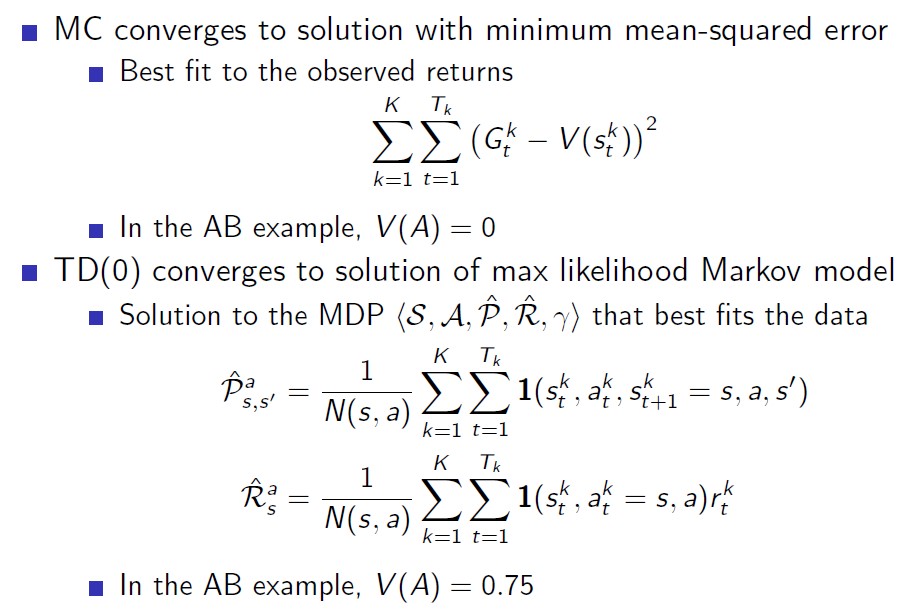 MC converges to solution with minimum mean-squared error
Best fit to the observed returns
$$\sum_{k=1}^{K} \sum_{t=1}^{T_k} \left( G_t^k - V(s_t^k) \right)^2$$
In the AB example, $V(A) = 0$
TD(0) converges to solution of max likelihood Markov model
Solution to the MDP $\langle \mathcal{S}, \mathcal{A}, \hat{\mathcal{P}}, \hat{\mathcal{R}}, \gamma \rangle$ that best fits the data
$$\hat{\mathcal{P}}_{s,s'}^a = \frac{1}{N(s, a)} \sum_{k=1}^{K} \sum_{t=1}^{T_k} \mathbf{1}(s_t^k, a_t^k, s_{t+1}^k = s, a, s')$$
$$\hat{\mathcal{R}}_s^a = \frac{1}{N(s, a)} \sum_{k=1}^{K} \sum_{t=1}^{T_k} \mathbf{1}(s_t^k, a_t^k = s, a) r_t^k$$
In the AB example, $V(A) = 0.75$